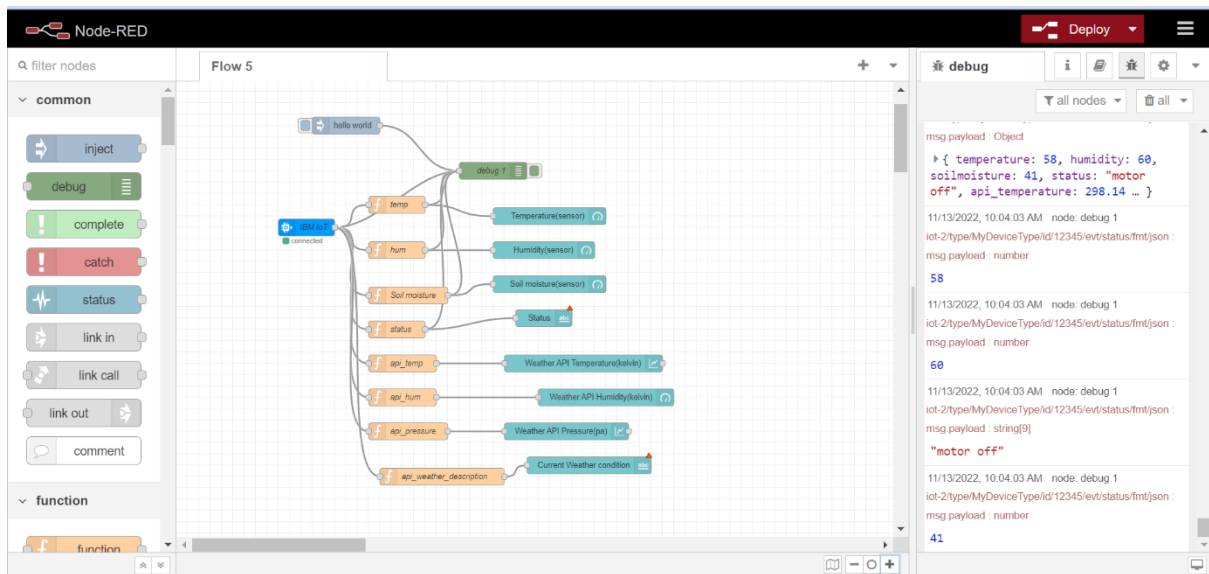 Node-RED
Deploy
filter nodes
Flow 5
debug
i
all nodes
all
common
inject
debug
complete
catch
status
link in
link call
link out
comment
function
function
hello world
debug 1
IBM IoT
connected
temp
hum
Soil moisture
status
api_temp
api_hum
api_pressure
api_weather_description
Temperature(sensor)
Humidity(sensor)
Soil moisture(sensor)
Status
abc
Weather API Temperature(kelvin)
Weather API Humidity(kelvin)
Weather API Pressure(pa)
Current Weather condition
abc
msg.payload : Object
{ temperature: 58, humidity: 60,
soilmoisture: 41, status: "motor
off", api_temperature: 298.14 … }
11/13/2022, 10:04:03 AM node: debug 1
iot-2/type/MyDeviceType/id/12345/evt/status/fmt/json :
msg.payload : number
58
11/13/2022, 10:04:03 AM node: debug 1
iot-2/type/MyDeviceType/id/12345/evt/status/fmt/json :
msg.payload : number
60
11/13/2022, 10:04:03 AM node: debug 1
iot-2/type/MyDeviceType/id/12345/evt/status/fmt/json :
msg.payload : string[9]
"motor off"
11/13/2022, 10:04:03 AM node: debug 1
iot-2/type/MyDeviceType/id/12345/evt/status/fmt/json :
msg.payload : number
41